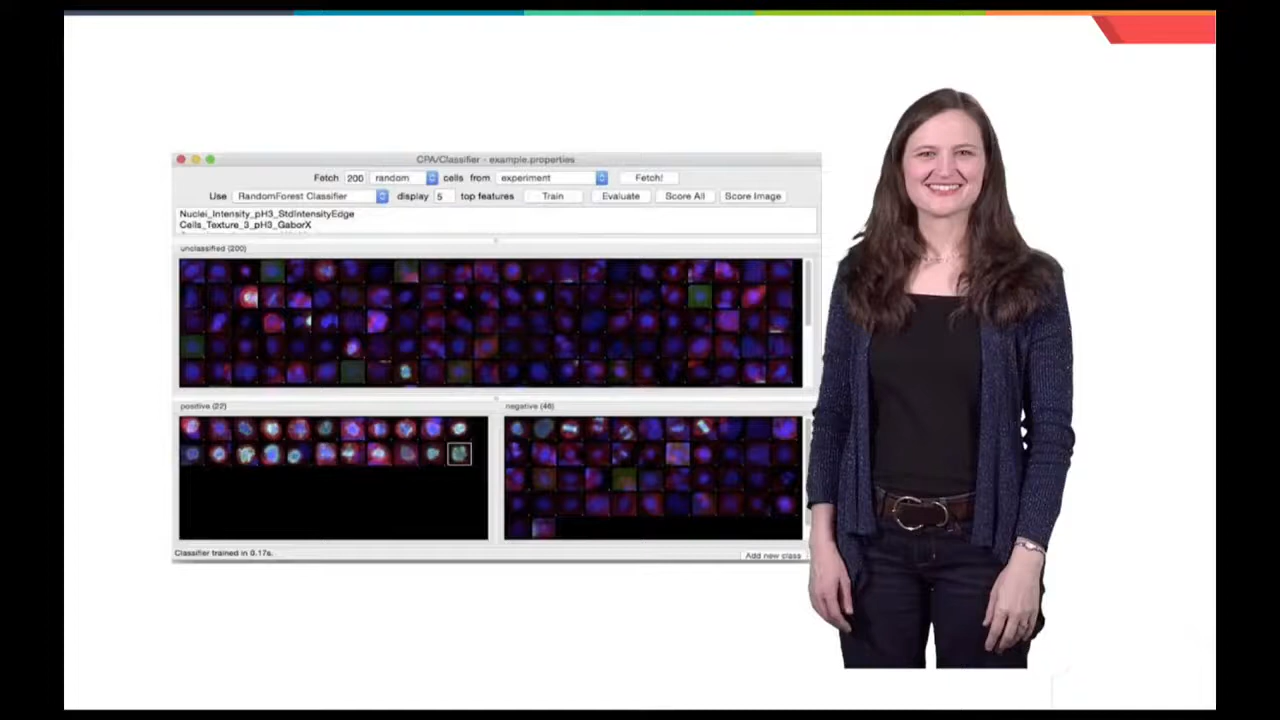 CPA/Classifier - example.properties
Fetch 200 random cells from experiment Fetch!
Use RandomForest Classifier display 5 top features Train Evaluate Score All Score Image
Nuclei_Intensity_pH3_StdIntensityEdge
Cells_Texture_3_pH3_GaborX
unclassified (200)
positive (22)
negative (46)
Classifier trained in 0.17s.
Add new class